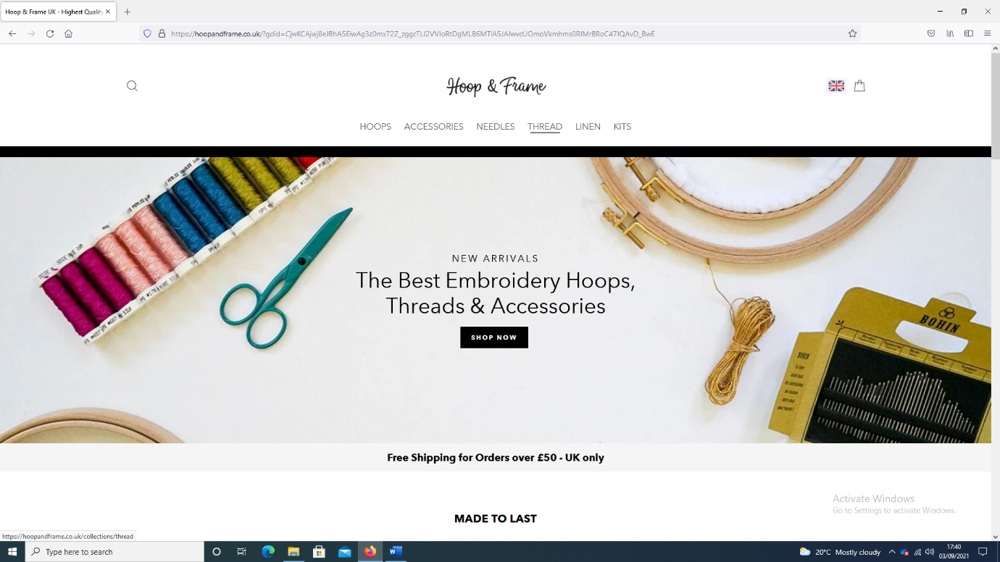 Hoop & Frame UK - Highest Quality
https://hoopandframe.co.uk/?gdid=
Hoop & Frame
HOOPS ACCESSORIES NEEDLES THREAD LINEN KITS
NEW ARRIVALS
The Best Embroidery Hoops,
Threads & Accessories
SHOP NOW
BOHIN
BOHIN
Free Shipping for Orders over £50 - UK only
MADE TO LAST
Activate Windows
Go to Settings to activate Windows.
https://hoopandframe.co.uk/collections/thread
Type here to search
20°C Mostly cloudy
17:40
03/09/2021